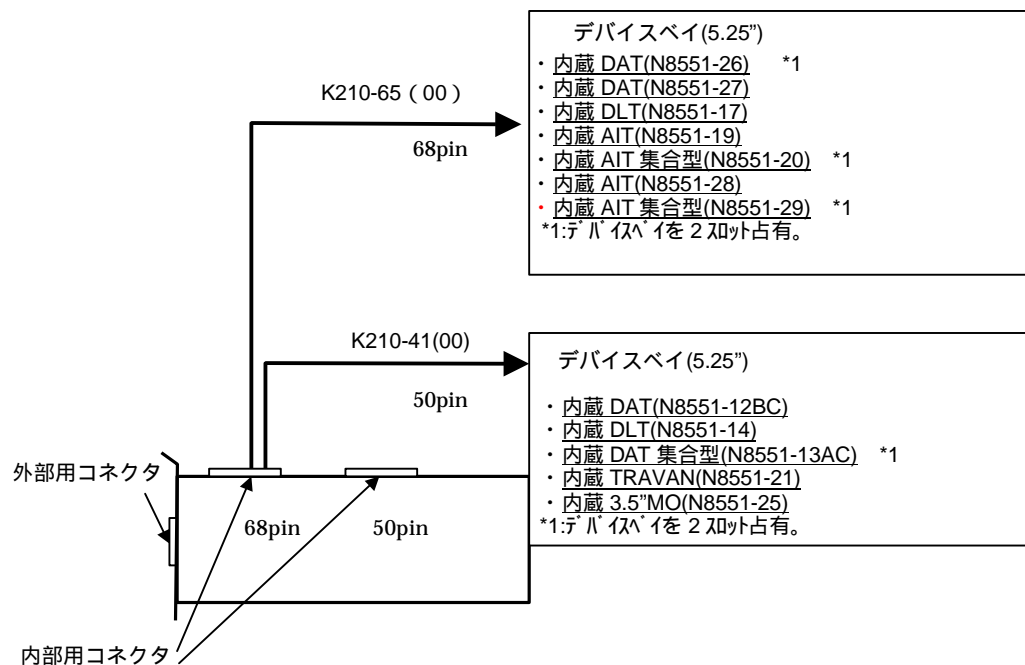 デバイスベイ(5.25”)
・内蔵 DAT(N8551-26) *1
・内蔵 DAT(N8551-27)
・内蔵 DLT(N8551-17)
・内蔵 AIT(N8551-19)
・内蔵 AIT 集合型(N8551-20) *1
・内蔵 AIT(N8551-28)
・内蔵 AIT 集合型(N8551-29) *1
*1:ﾃﾞﾊﾞｲｽﾍﾞｲを 2 ｽﾛｯﾄ占有。
K210-65（00）
68pin
K210-41(00)
50pin
デバイスベイ(5.25”)
・内蔵 DAT(N8551-12BC)
・内蔵 DLT(N8551-14)
・内蔵 DAT 集合型(N8551-13AC) *1
・内蔵 TRAVAN(N8551-21)
・内蔵 3.5”MO(N8551-25)
*1:ﾃﾞﾊﾞｲｽﾍﾞｲを 2 ｽﾛｯﾄ占有。
外部用コネクタ
68pin
50pin
内部用コネクタ